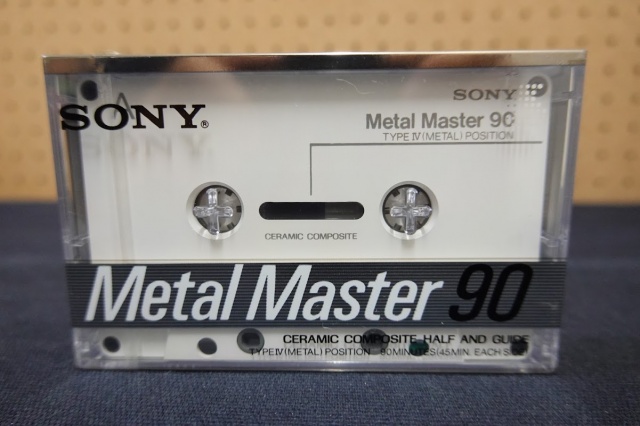 SONY
Metal Master 90
TYPE IV (METAL) POSITION
A
SONY®
CERAMIC COMPOSITE
Metal Master 90
CERAMIC COMPOSITE HALF AND GUIDE
TYPE IV (METAL) POSITION 90MINUTES (45MIN. EACH SIDE)